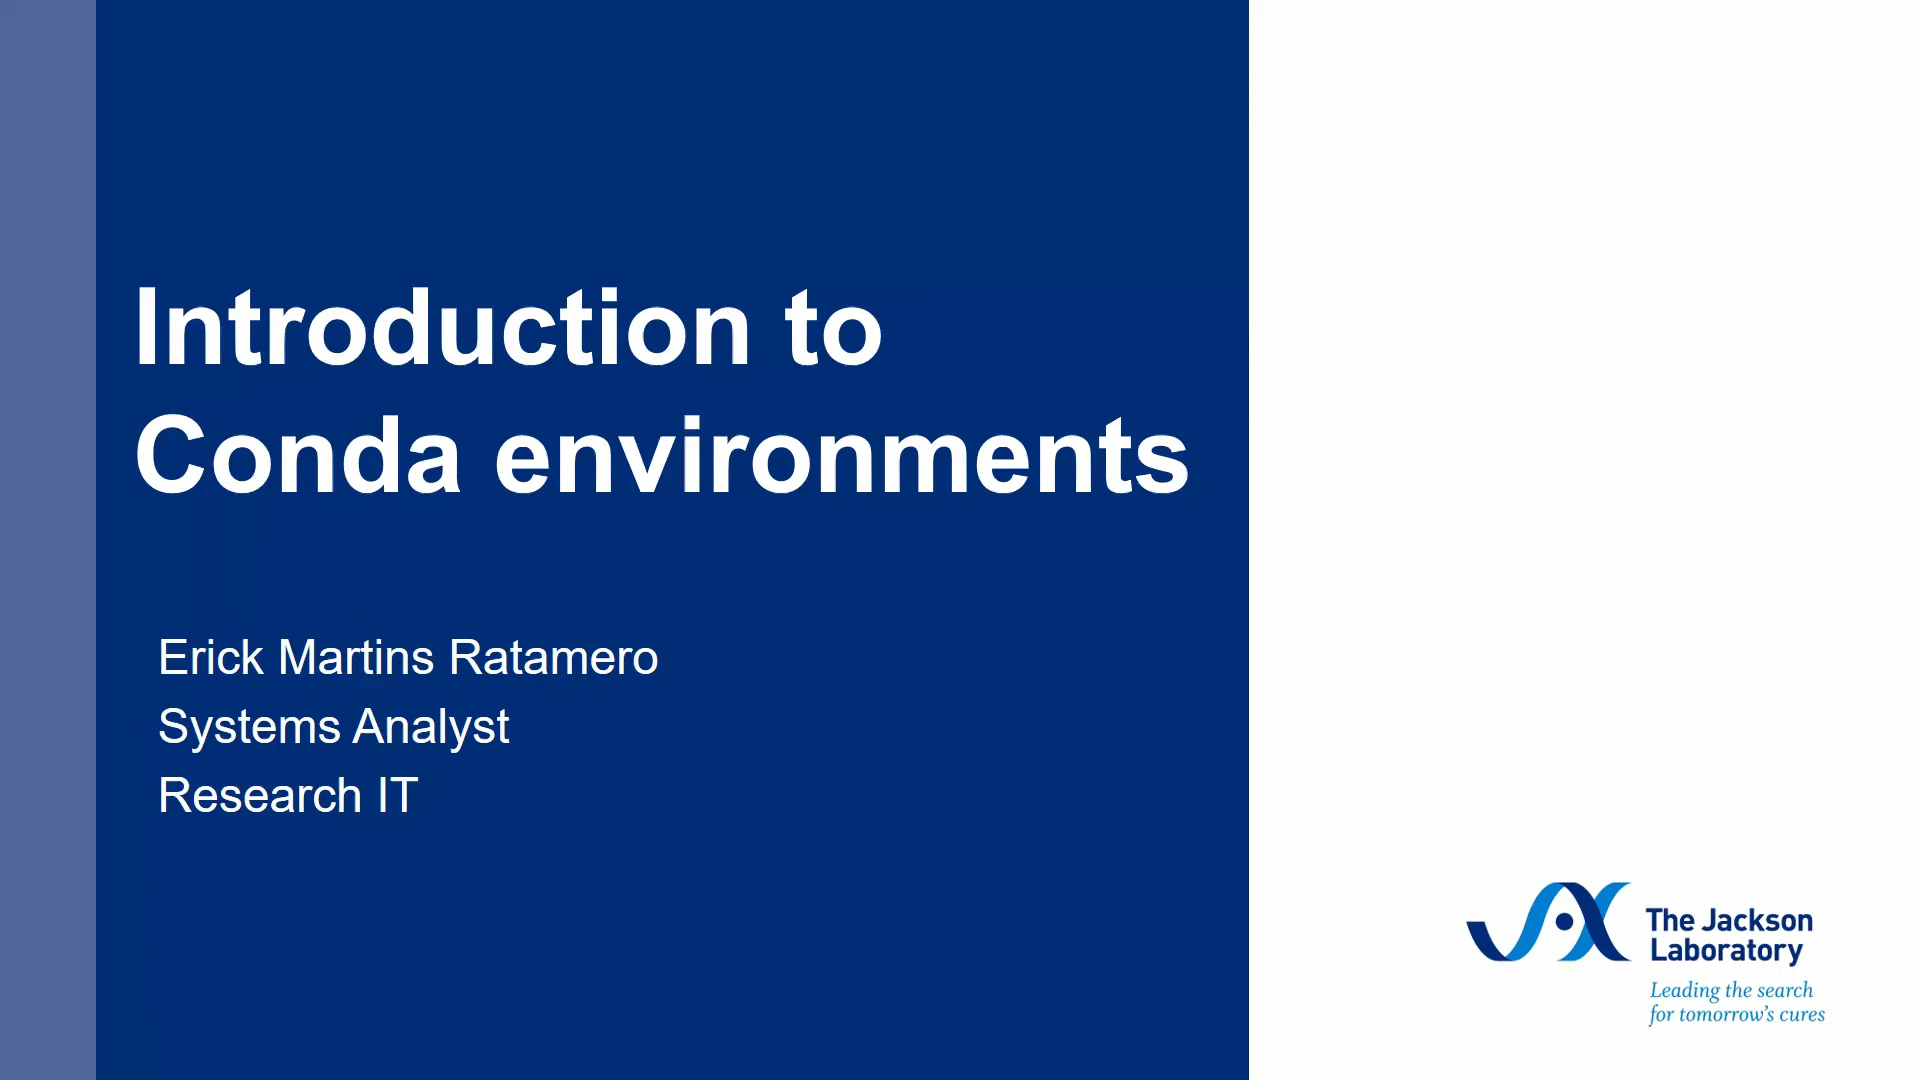 Introduction to
Conda environments
Erick Martins Ratamero
Systems Analyst
Research IT
The Jackson
Laboratory
Leading the search
for tomorrow's cures